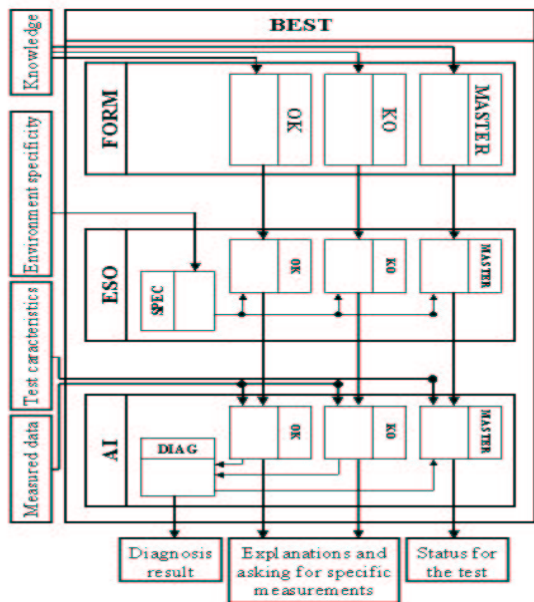 BEST
Knowledge
FORM
OK
KO
MASTER
Environment specificity
ESO
SPEC
OK
KO
MASTER
Test caracteristics
Measured data
AI
DIAG
OK
KO
MASTER
Diagnosis
result
Explanations and
asking for specific
measurements
Status for
the test